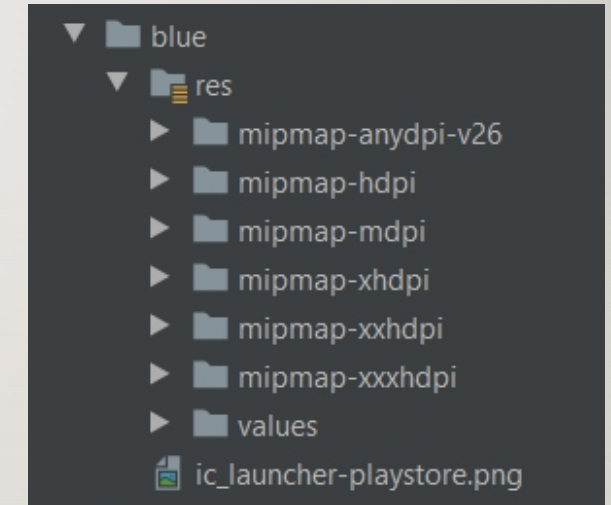 blue
res
mipmap-anydpi-v26
mipmap-hdpi
mipmap-mdpi
mipmap-xhdpi
mipmap-xxhdpi
mipmap-xxxhdpi
values
ic_launcher-playstore.png